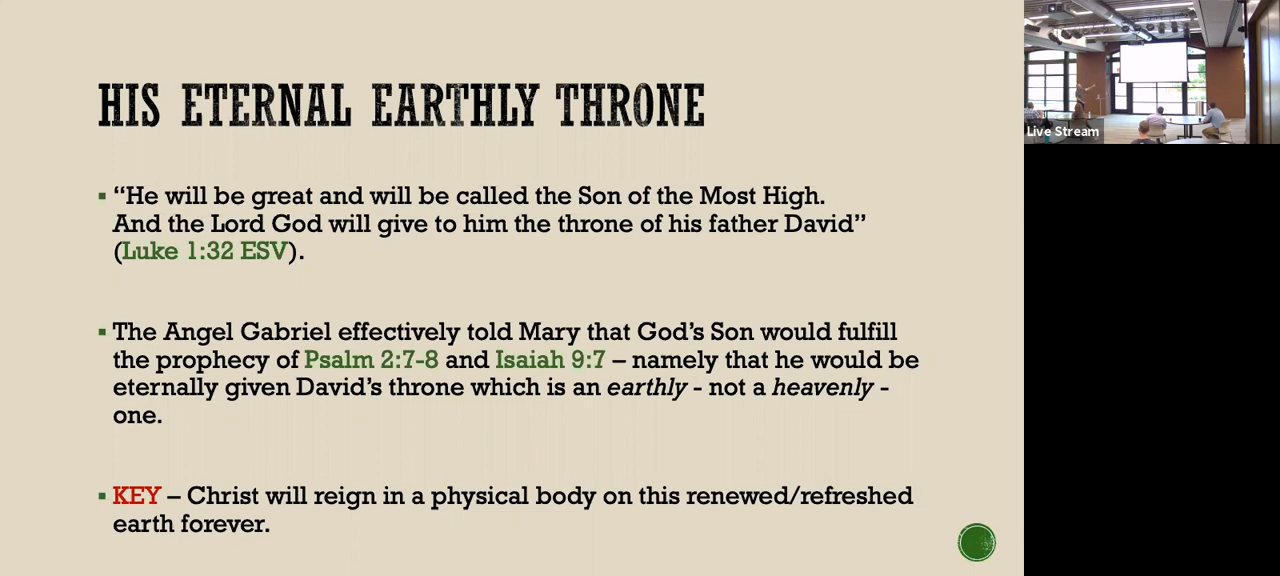 HIS ETERNAL EARTHLY THRONE
▪ “He will be great and will be called the Son of the Most High.
And the Lord God will give to him the throne of his father David”
(Luke 1:32 ESV).
▪ The Angel Gabriel effectively told Mary that God’s Son would fulfill
the prophecy of Psalm 2:7-8 and Isaiah 9:7 – namely that he would be
eternally given David’s throne which is an earthly - not a heavenly -
one.
▪ KEY – Christ will reign in a physical body on this renewed/refreshed
earth forever.
Live Stream